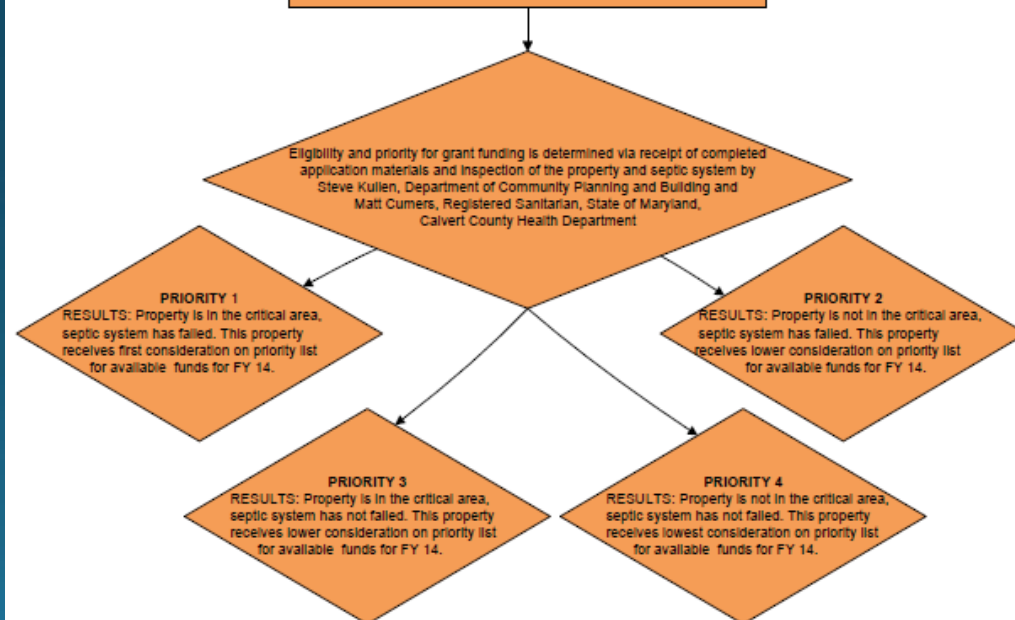 Eligibility and priority for grant funding is determined via receipt of completed
application materials and inspection of the property and septic system by
Steve Kullen, Department of Community Planning and Building and
Matt Cumers, Registered Sanitarian, State of Maryland,
Calvert County Health Department
PRIORITY 1
RESULTS: Property is in the critical area,
septic system has failed. This property
receives first consideration on priority list
for available funds for FY 14.
PRIORITY 2
RESULTS: Property is not in the critical area,
septic system has failed. This property
receives lower consideration on priority list
for available funds for FY 14.
PRIORITY 3
RESULTS: Property is in the critical area,
septic system has not failed. This property
receives lower consideration on priority list
for available funds for FY 14.
PRIORITY 4
RESULTS: Property is not in the critical area,
septic system has not failed. This property
receives lowest consideration on priority list
for available funds for FY 14.